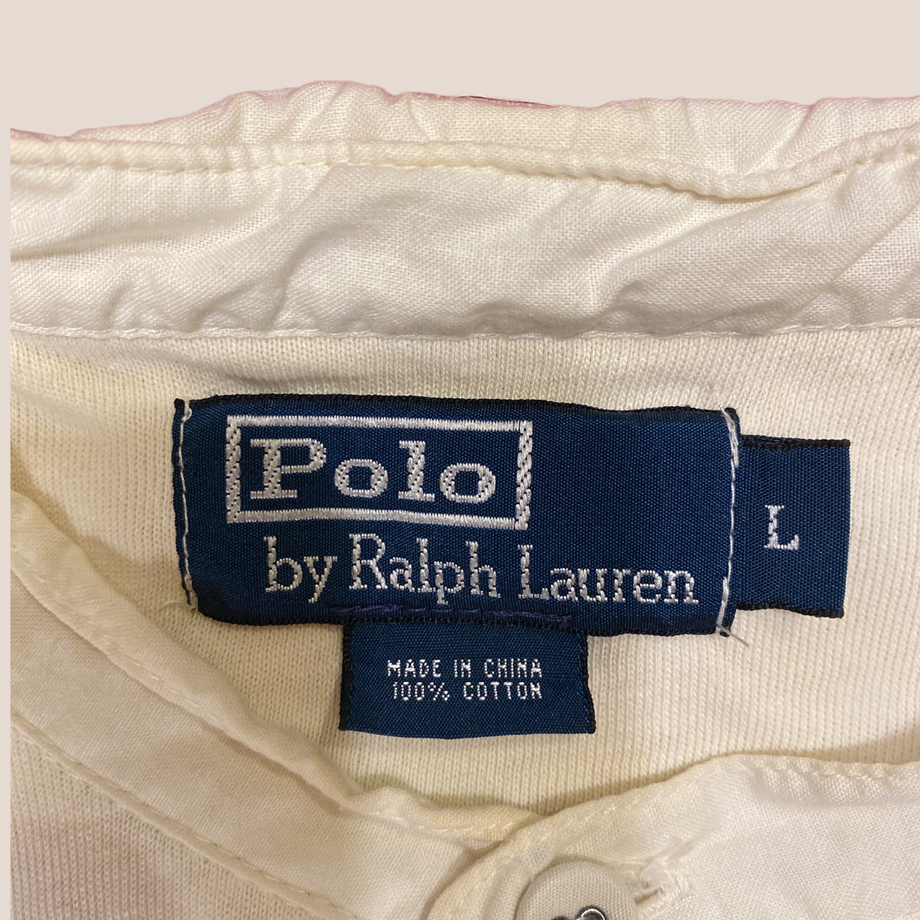 Polo
by Ralph Lauren
L
MADE IN CHINA
100% COTTON